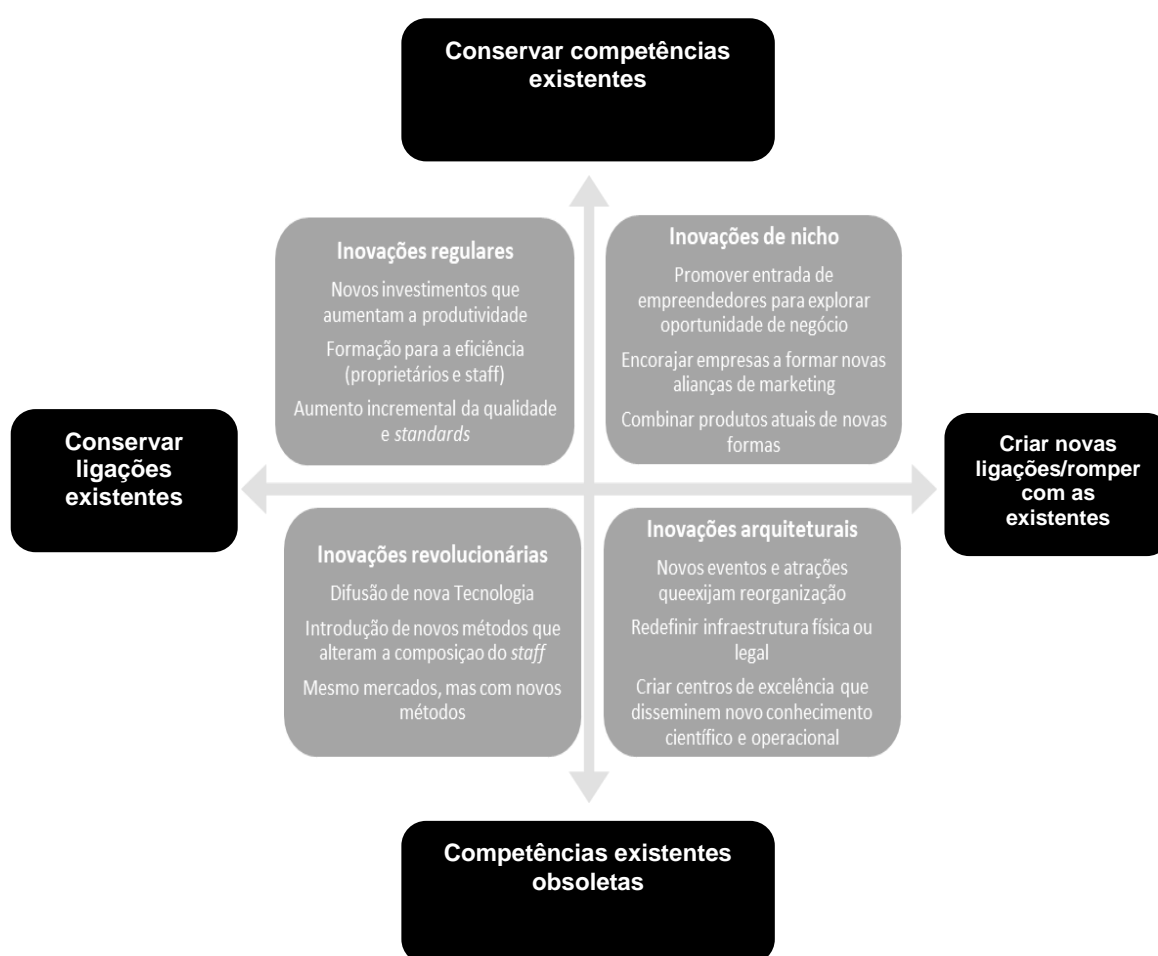 Conservar competências
existentes
Inovações regulares
Novos investimentos que
aumentam a produtividade
Formação para a eficiência
(proprietários e staff)
Aumento incremental da qualidade
e standards
Inovações de nicho
Promover entrada de
empreendedores para explorar
oportunidade de negócio
Encorajar empresas a formar novas
alianças de marketing
Combinar produtos atuais de novas
formas
Conservar
ligações
existentes
Criar novas
ligações/romper
com as
existentes
Inovações revolucionárias
Difusão de nova Tecnologia
Introdução de novos métodos que
alteram a composiçao do staff
Mesmo mercados, mas com novos
métodos
Inovações arquiteturais
Novos eventos e atrações
queexijam reorganização
Redefinir infraestrutura física ou
legal
Criar centros de excelência que
disseminem novo conhecimento
científico e operacional
Competências existentes
obsoletas